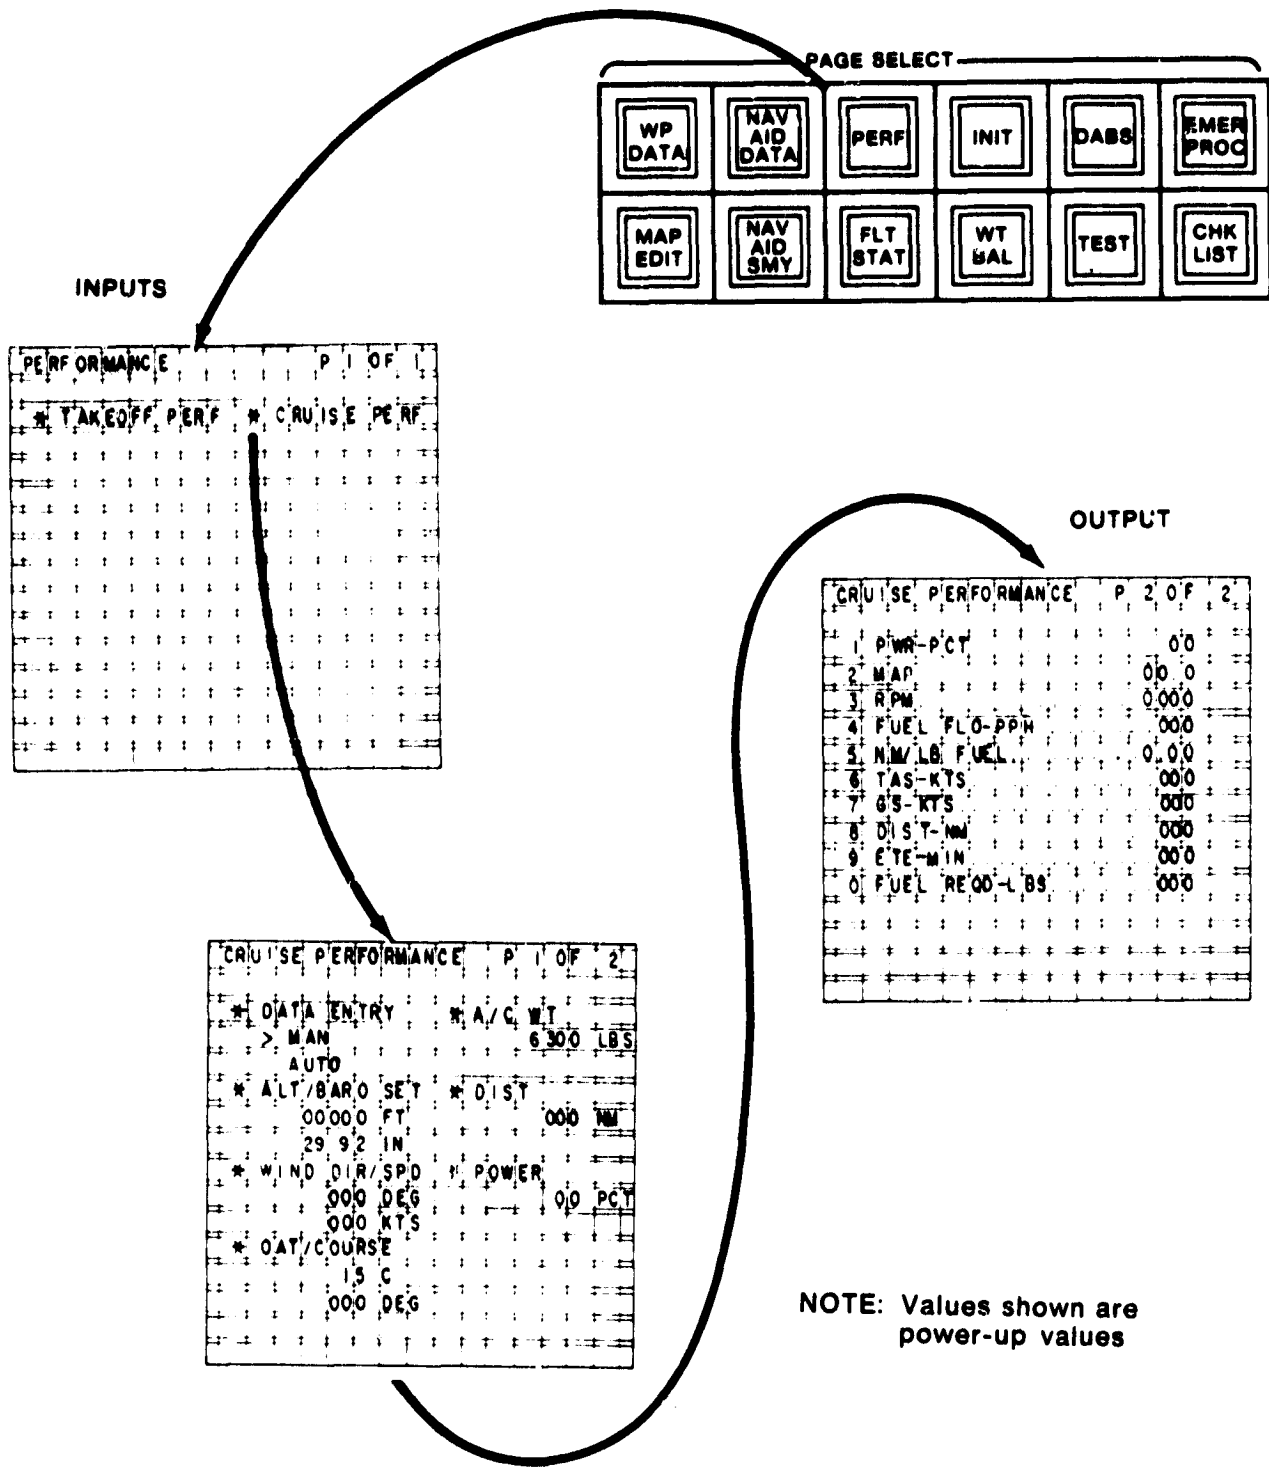 PAGE SELECT
WP DATA
NAV AID DATA
PERF
INIT
DABS
EMER PROC
MAP EDIT
NAV AID SMY
FLT STAT
WT BAL
TEST
CHK LIST
INPUTS
PERFORMANCE P 1 OF 1
* TAKEOFF PERF * CRUISE PERF
OUTPUT
CRUISE PERFORMANCE P 2 OF 2
1 PWR-PCT 00
2 MAP 00.0
3 RPM 0000
4 FUEL FLO-PPH 000
5 NM/LB FUEL 0.00
6 TAS-KTS 000
7 GS-KTS 000
8 DIST-NM 000
9 ETE-MIN 000
0 FUEL REQD-LBS 000
CRUISE PERFORMANCE P 1 OF 2
* DATA ENTRY * A/C WT
> MAN 6300 LBS
AUTO
* ALT/BARO SET * DIST
00000 FT 000 NM
29 92 IN
* WIND DIR/SPD * POWER
000 DEG 00 PCT
000 KTS
* OAT/COURSE
15 C
000 DEG
NOTE: Values shown are
power-up values